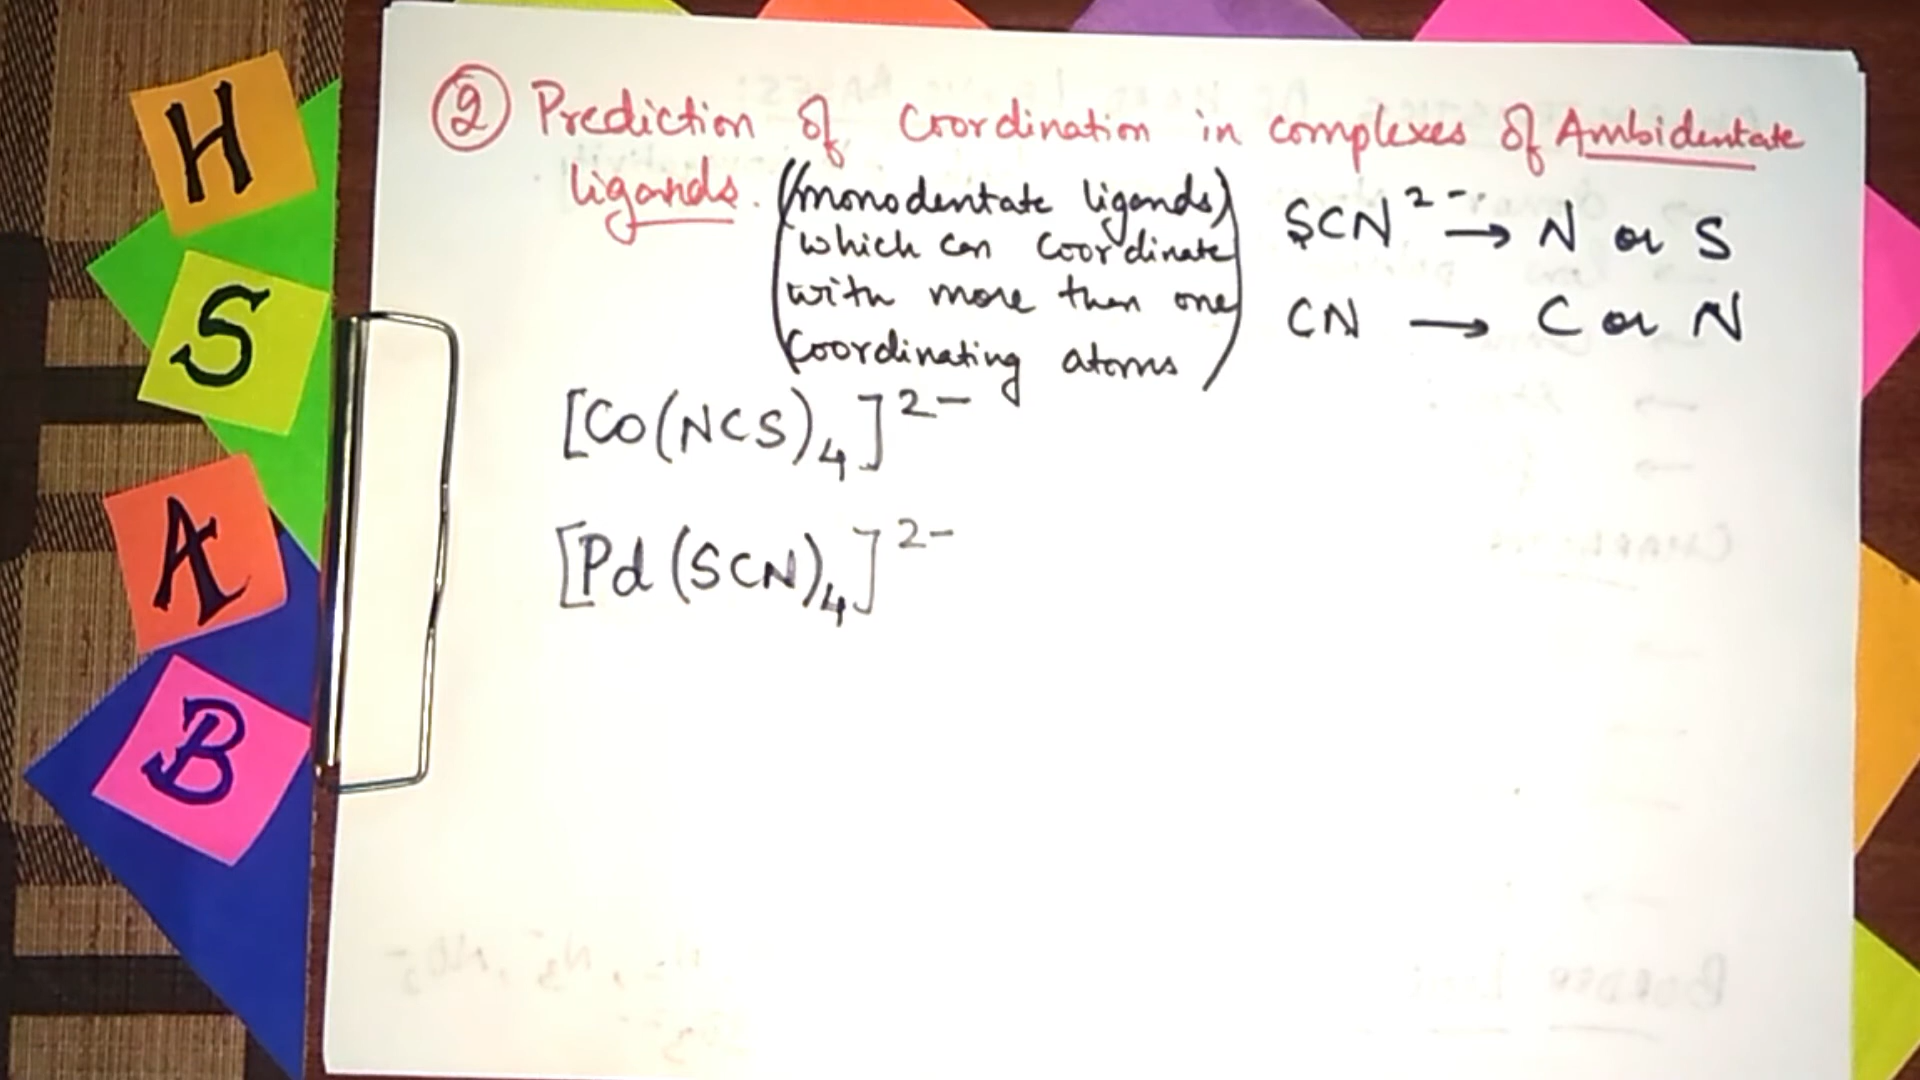 H
S
A
B
② Prediction of Coordination in complexes of Ambidentate
ligands. (monodentate ligands)
which can coordinate
with more than one
coordinating atoms
SCN²⁻ → N or S
CN → C or N
[Co(NCS)₄]²⁻
[Pd(SCN)₄]²⁻